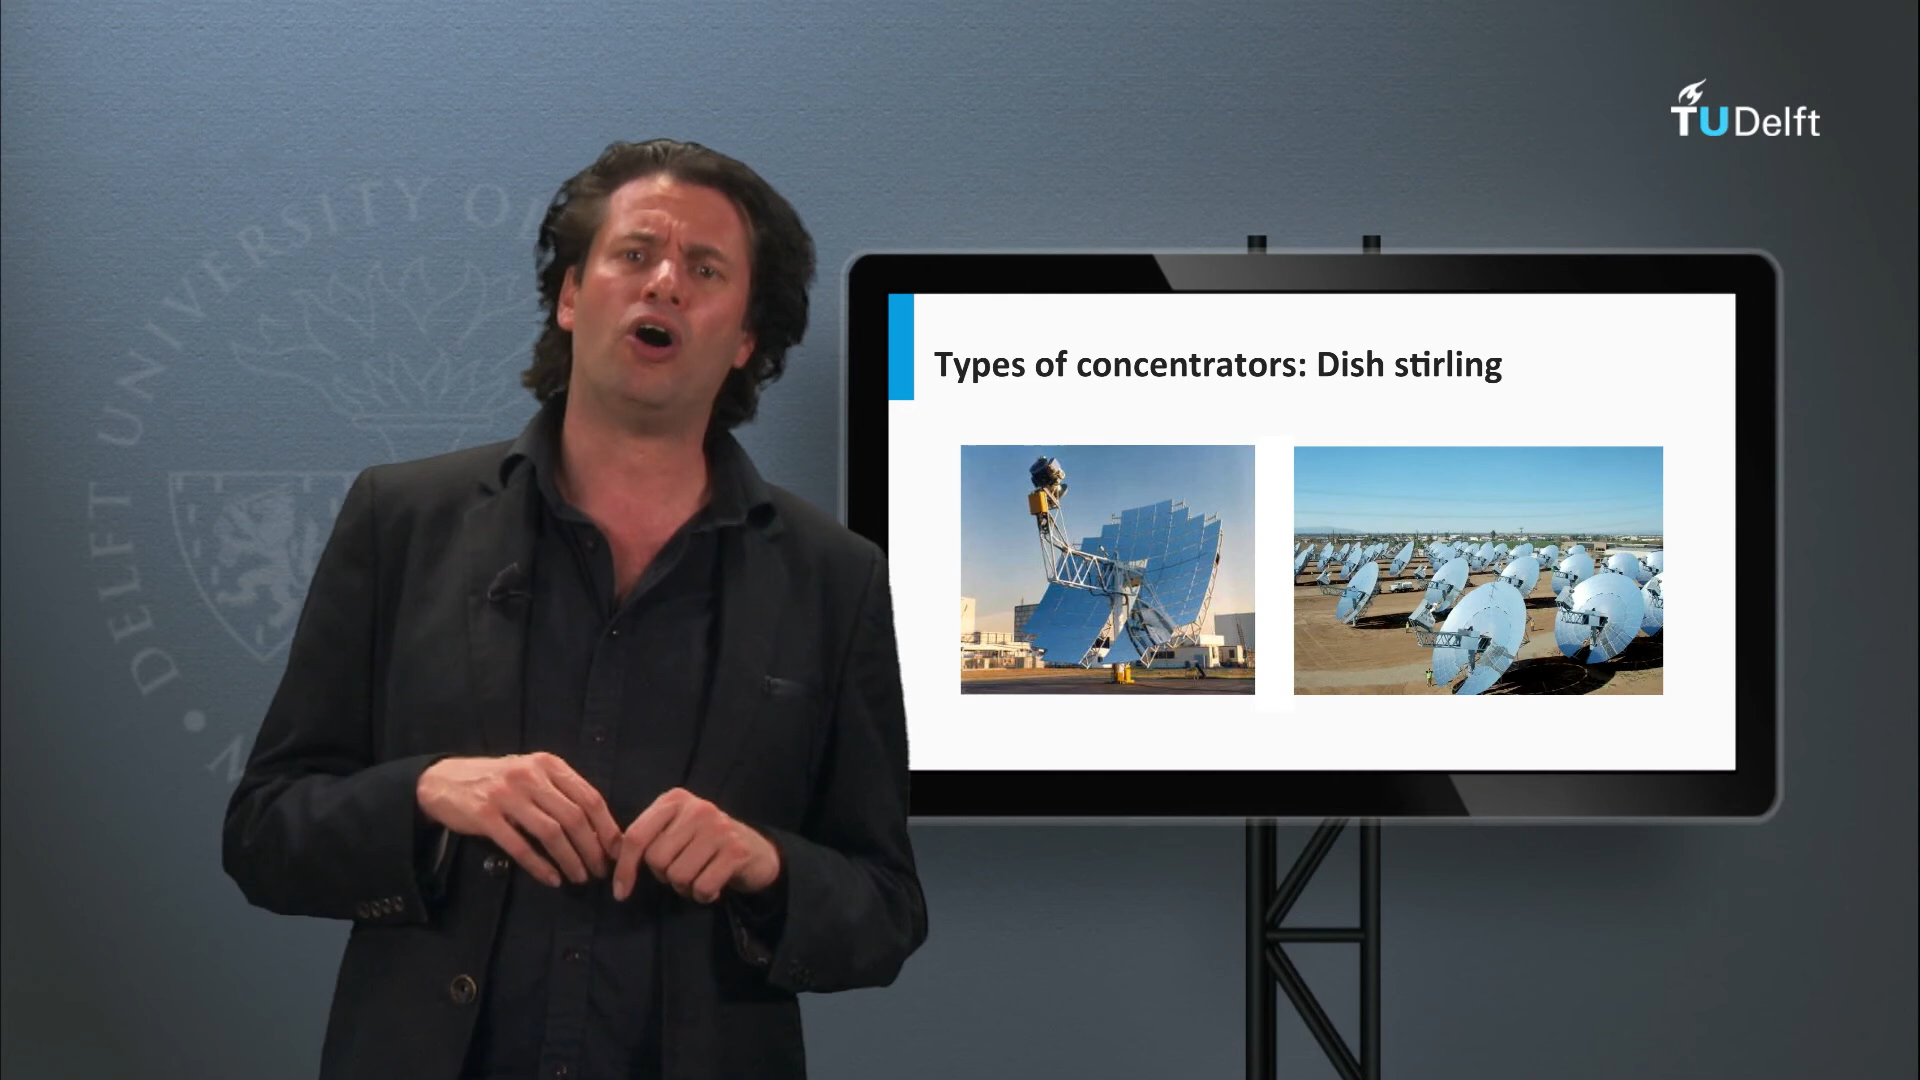 TUDelft
DELFT UNIVERSITY OF
Types of concentrators: Dish stirling